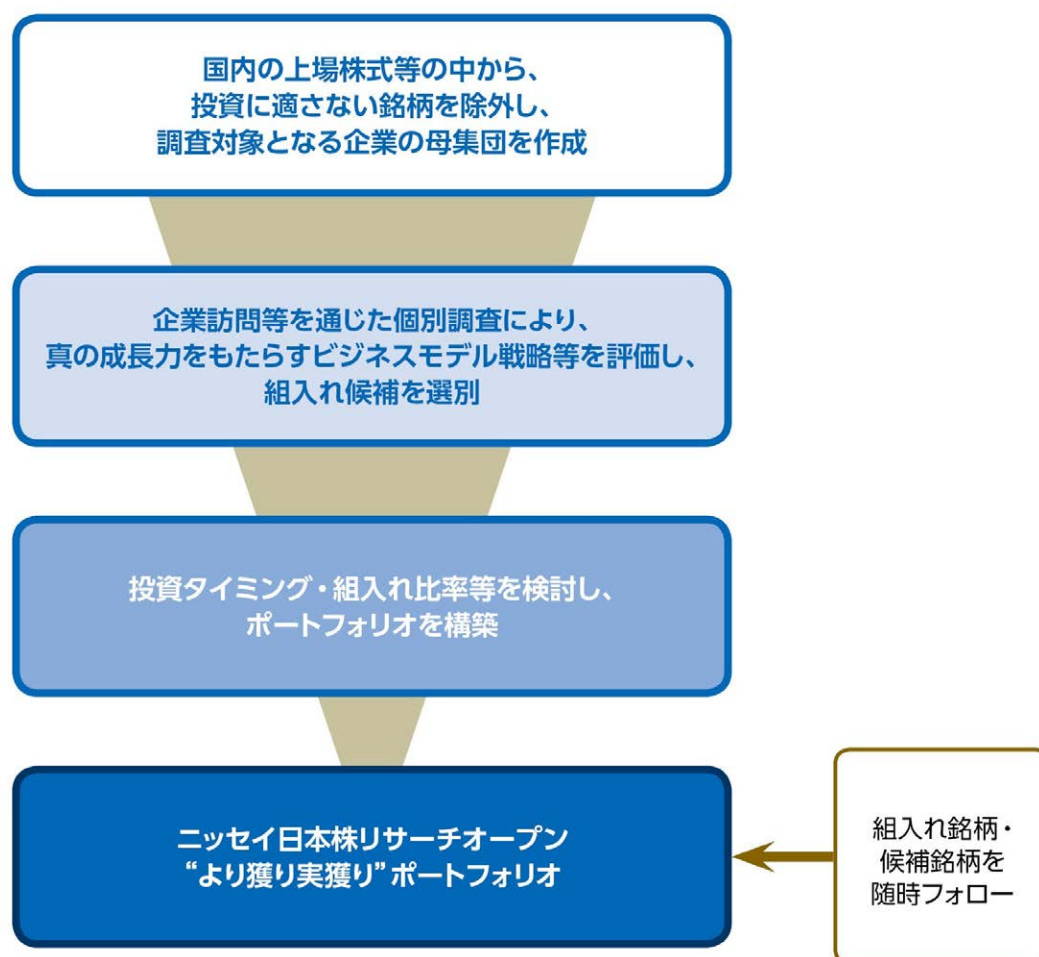 国内の上場株式等の中から、
投資に適さない銘柄を除外し、
調査対象となる企業の母集団を作成
企業訪問等を通じた個別調査により、
真の成長力をもたらすビジネスモデル戦略等を評価し、
組入れ候補を選別
投資タイミング・組入れ比率等を検討し、
ポートフォリオを構築
ニッセイ日本株リサーチオープン
“より獲り実獲り”ポートフォリオ
組入れ銘柄・
候補銘柄を
随時フォロー